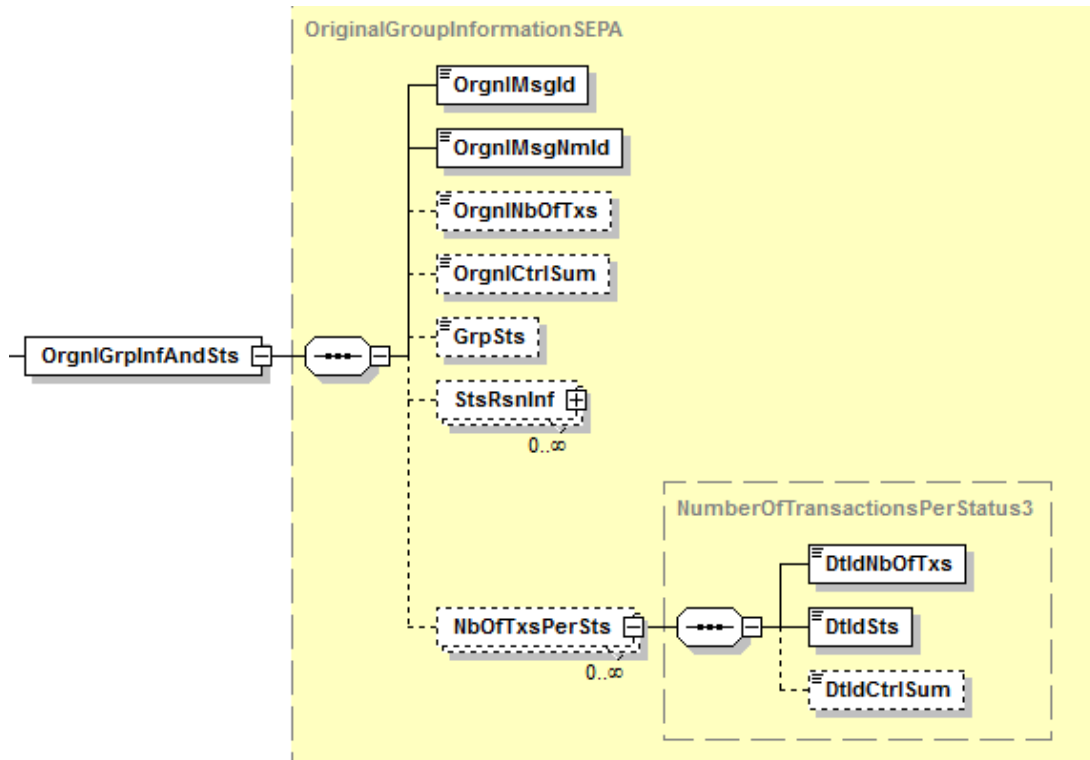 OriginalGroupInformationSEPA
OrgnlMsgId
OrgnlMsgNmId
OrgnlNbOfTxs
OrgnlCtrlSum
GrpSts
OrgnlGrpInfAndSts
StsRsnInf
0..∞
NumberOfTransactionsPerStatus3
DtldNbOfTxs
NbOfTxsPerSts
DtldSts
0..∞
DtldCtrlSum